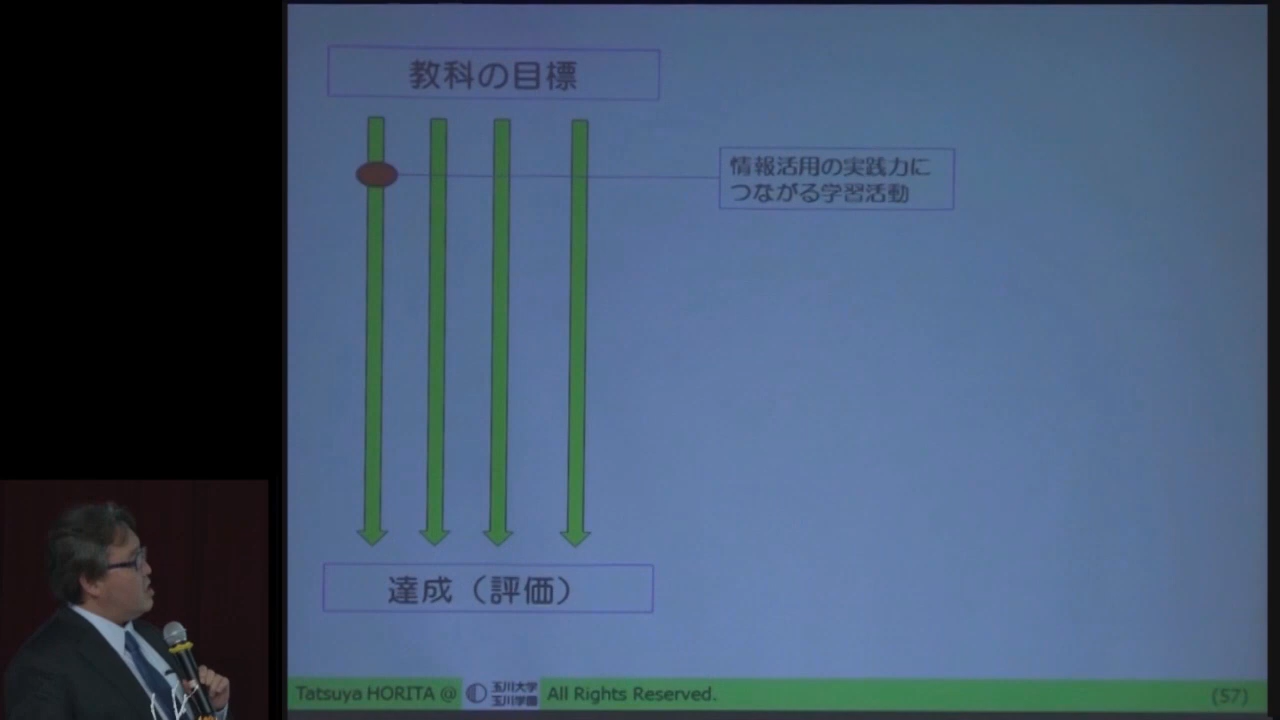 教科の目標
情報活用の実践力に
つながる学習活動
達成（評価）
Tatsuya HORITA @ 玉川大学 玉川学園 All Rights Reserved.
(57)